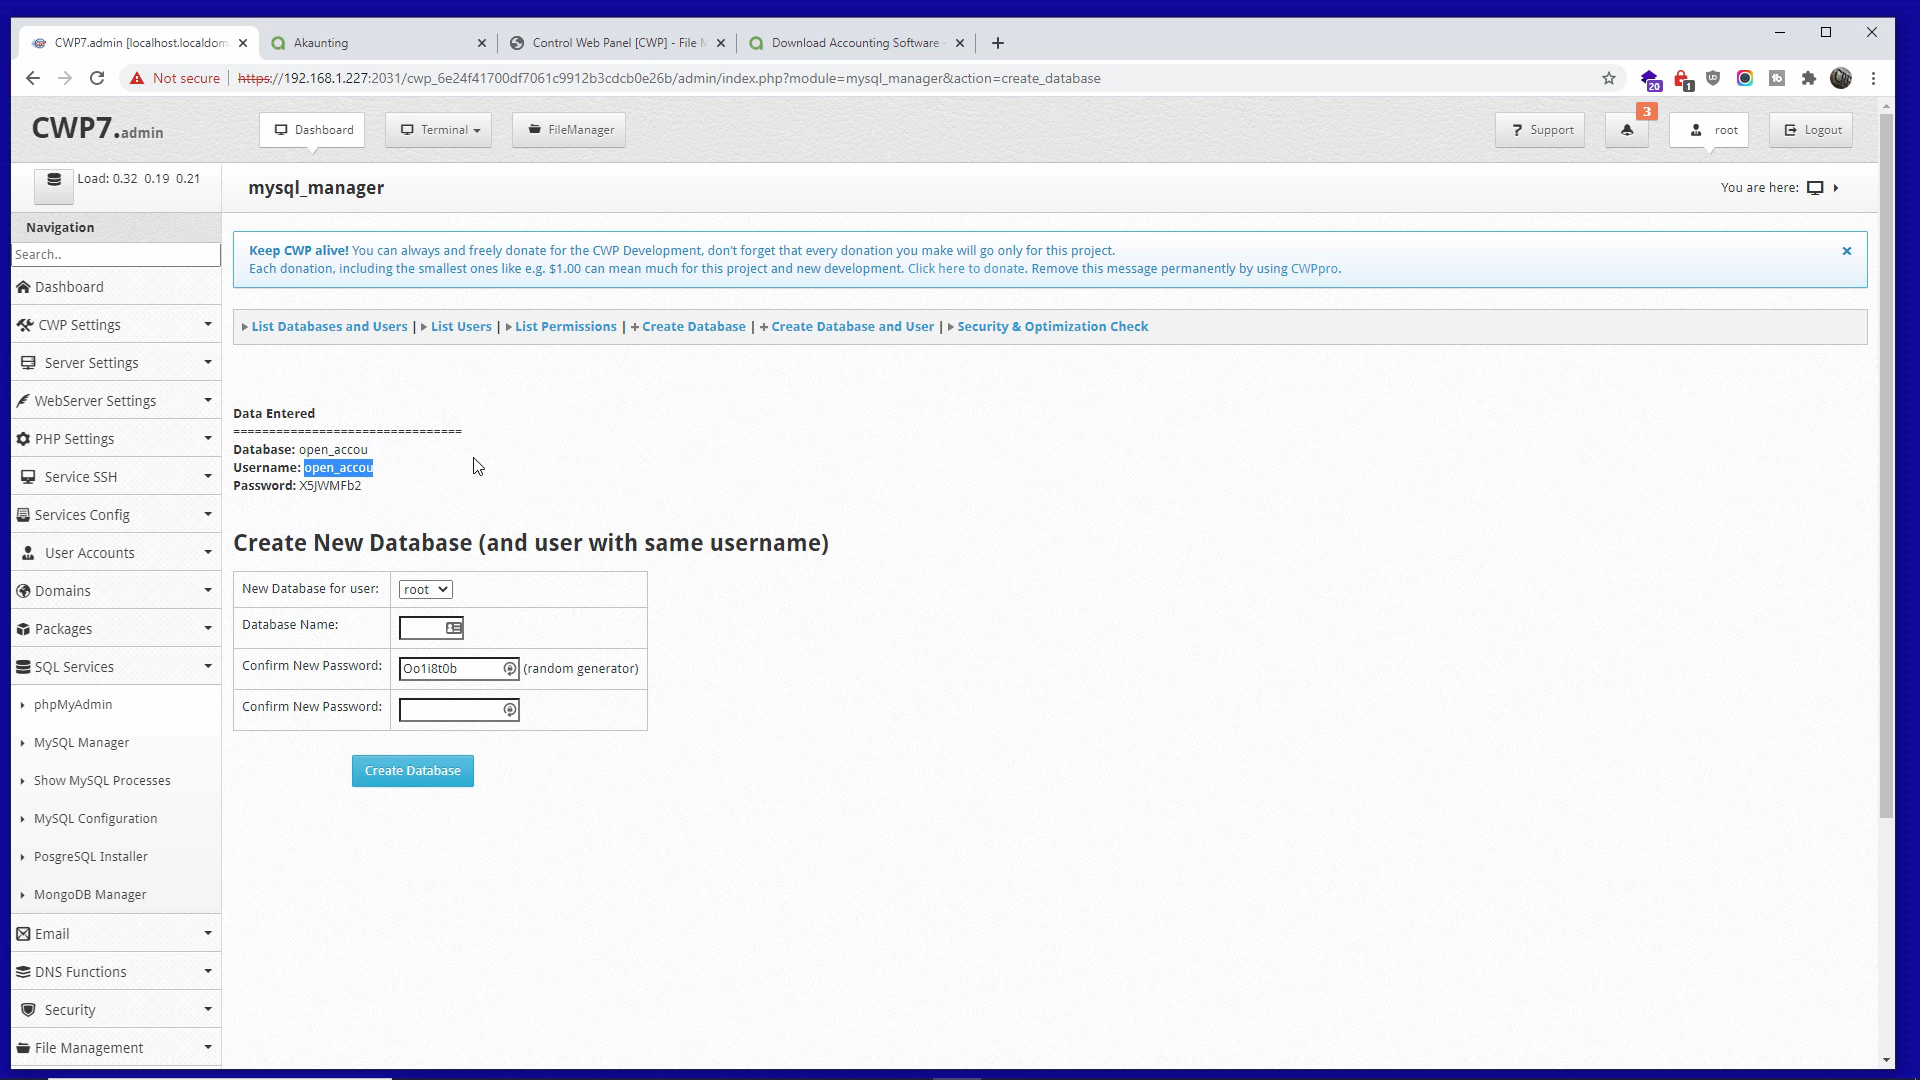 CWP7.admin [localhost.localdom
Akaunting
Control Web Panel [CWP] - File M
Download Accounting Software -
Not secure
https://192.168.1.227:2031/cwp_6e24f41700df7061c9912b3cdcb0e26b/admin/index.php?module=mysql_manager&action=create_database
20
1
CWP7.admin
Dashboard
Terminal
FileManager
Support
3
root
Logout
Load: 0.32 0.19 0.21
mysql_manager
You are here:
Navigation
Search..
Keep CWP alive! You can always and freely donate for the CWP Development, don't forget that every donation you make will go only for this project.
Each donation, including the smallest ones like e.g. $1.00 can mean much for this project and new development. Click here to donate. Remove this message permanently by using CWPpro.
List Databases and Users | List Users | List Permissions | + Create Database | + Create Database and User | Security & Optimization Check
Dashboard
CWP Settings
Server Settings
WebServer Settings
PHP Settings
Service SSH
Services Config
User Accounts
Domains
Packages
SQL Services
phpMyAdmin
MySQL Manager
Show MySQL Processes
MySQL Configuration
PosgreSQL Installer
MongoDB Manager
Email
DNS Functions
Security
File Management
Data Entered
================================
Database: open_accou
Username: open_accou
Password: X5JWMFb2
Create New Database (and user with same username)
New Database for user: root
Database Name:
Confirm New Password: Oo1i8t0b (random generator)
Confirm New Password:
Create Database